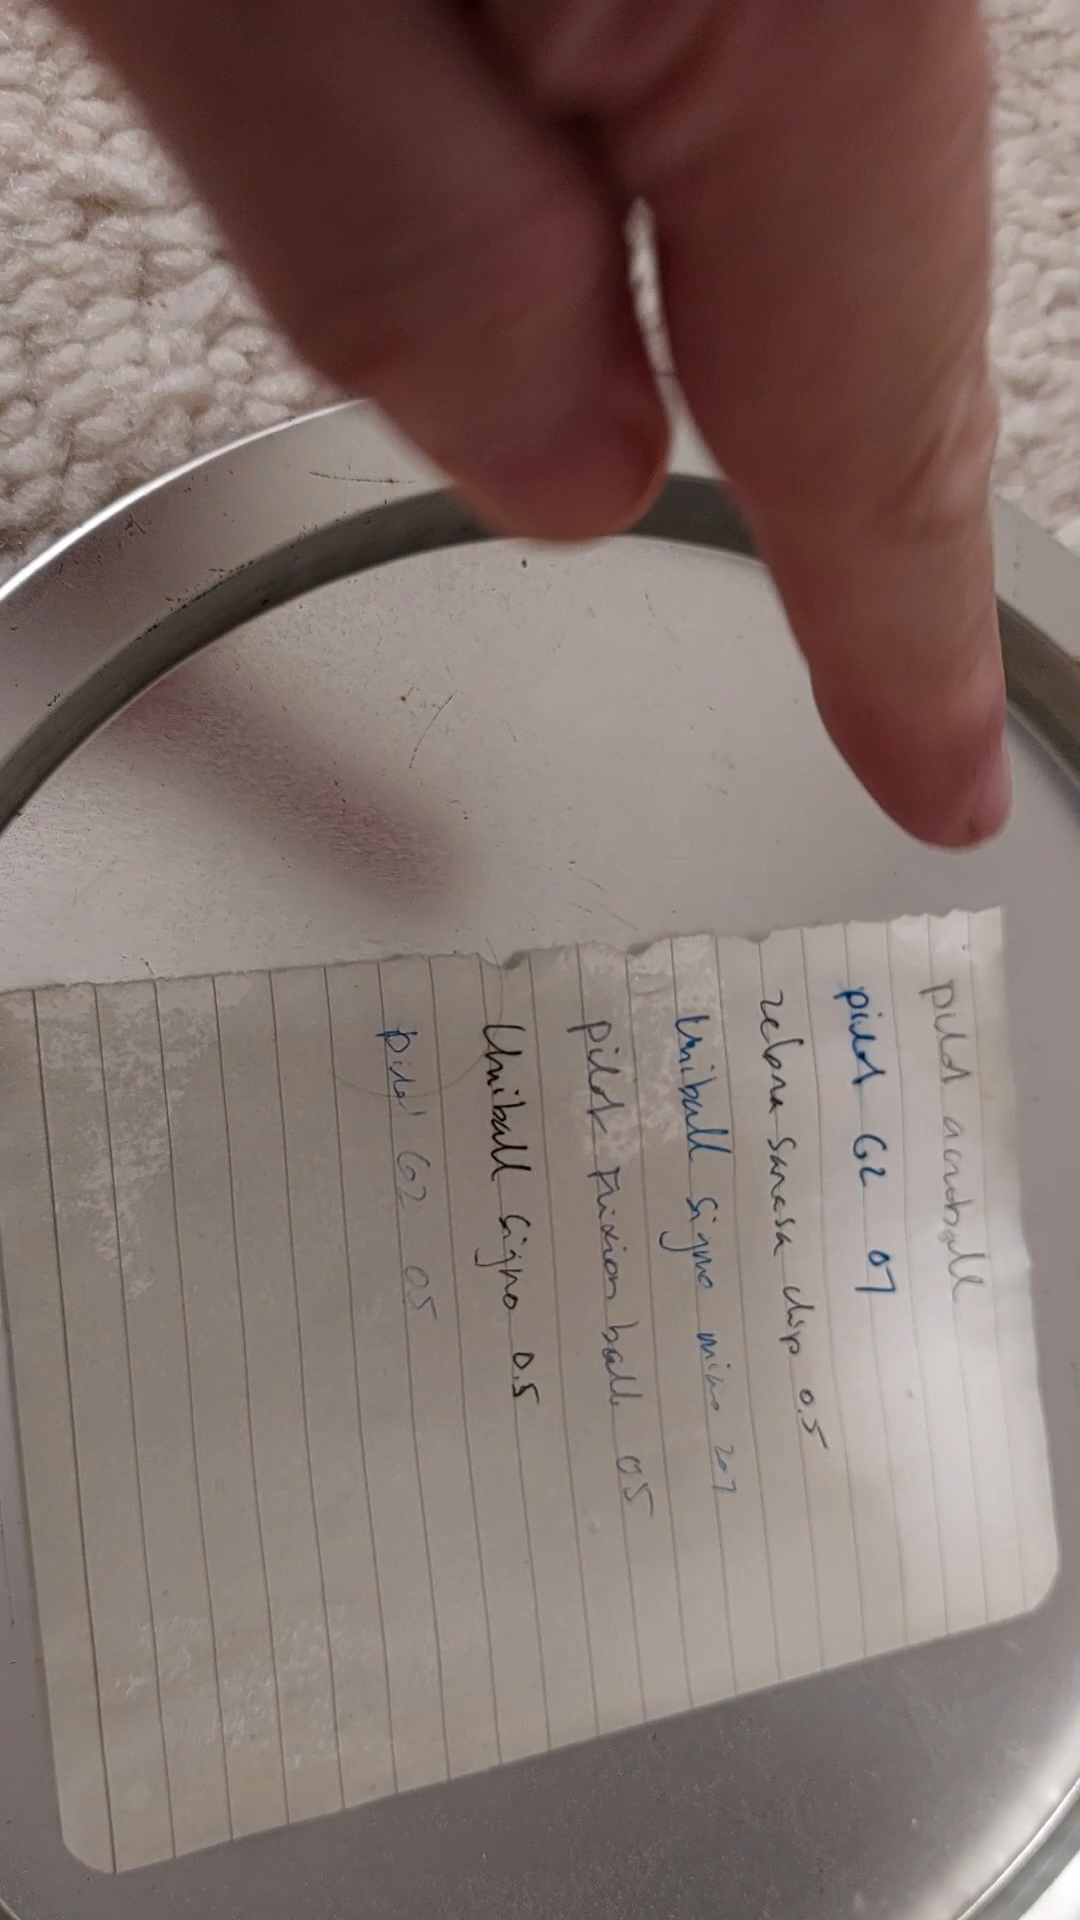 pilot acroball
pilot G2 07
zebra sarasa clip 0.5
Uniball signo micro 207
pilot Frixion ball 05
Uniball signo 0.5
pilot G2 05